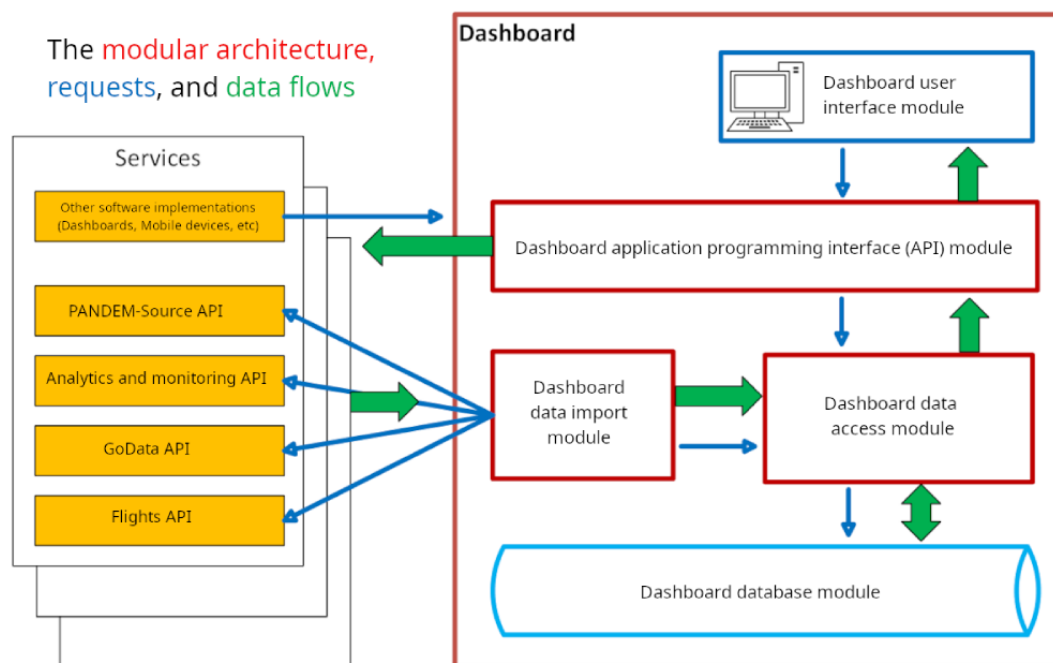 The modular architecture,
requests, and data flows
Services
Other software implementations
(Dashboards, Mobile devices, etc)
PANDEM-Source API
Analytics and monitoring API
GoData API
Flights API
Dashboard
Dashboard user
interface module
Dashboard application programming interface (API) module
Dashboard
data import
module
Dashboard data
access module
Dashboard database module